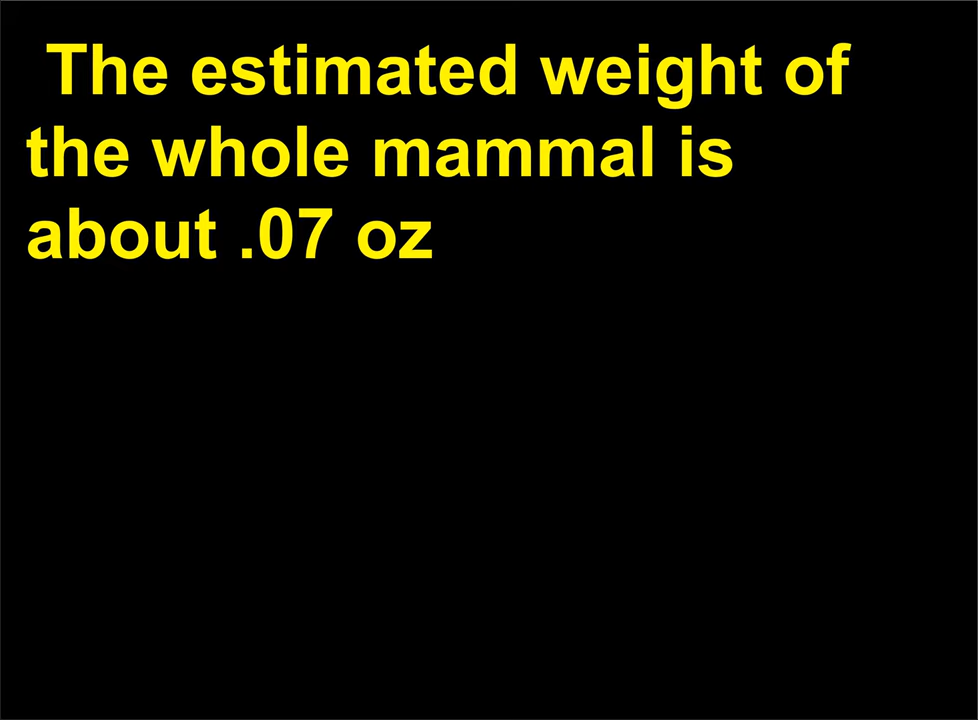 The estimated weight of
the whole mammal is
about .07 oz